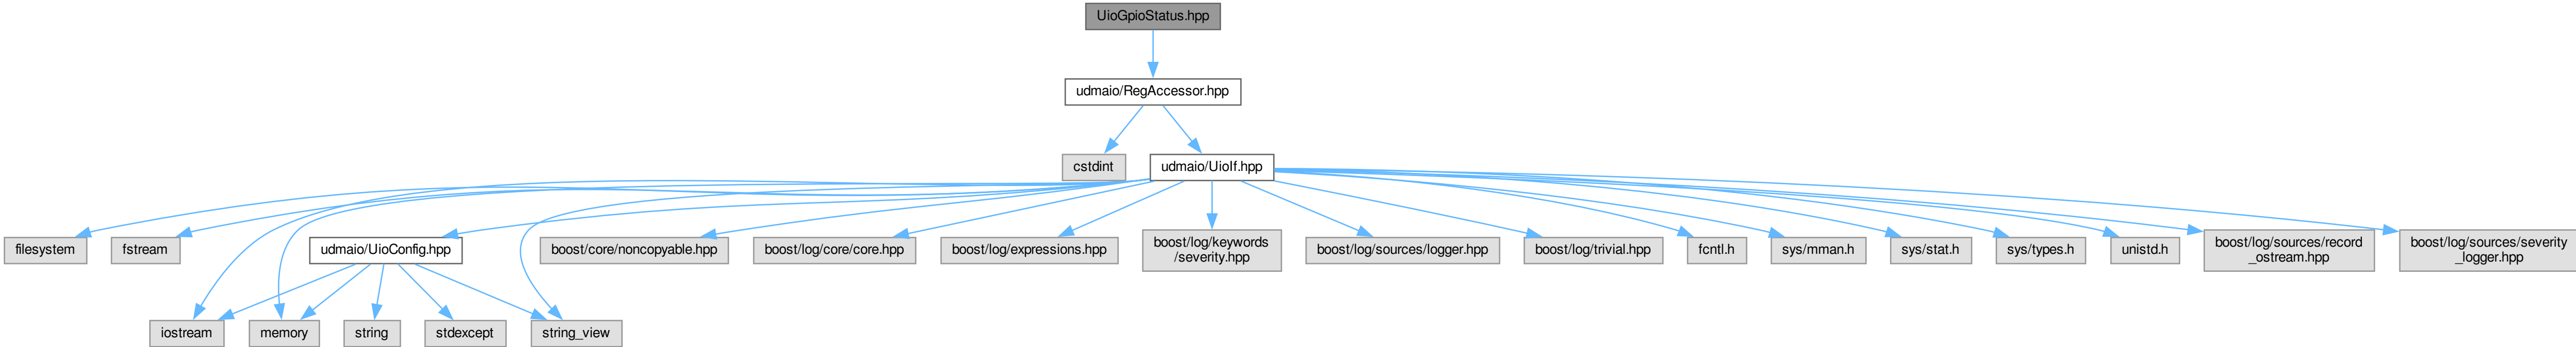 UioGpioStatus.hpp
udmaio/RegAccessor.hpp
cstdint
udmaio/UioIf.hpp
filesystem
fstream
udmaio/UioConfig.hpp
boost/core/noncopyable.hpp
boost/log/core/core.hpp
boost/log/expressions.hpp
boost/log/keywords
/severity.hpp
boost/log/sources/logger.hpp
boost/log/trivial.hpp
fcntl.h
sys/mman.h
sys/stat.h
sys/types.h
unistd.h
boost/log/sources/record
_ostream.hpp
boost/log/sources/severity
_logger.hpp
iostream
memory
string
stdexcept
string_view